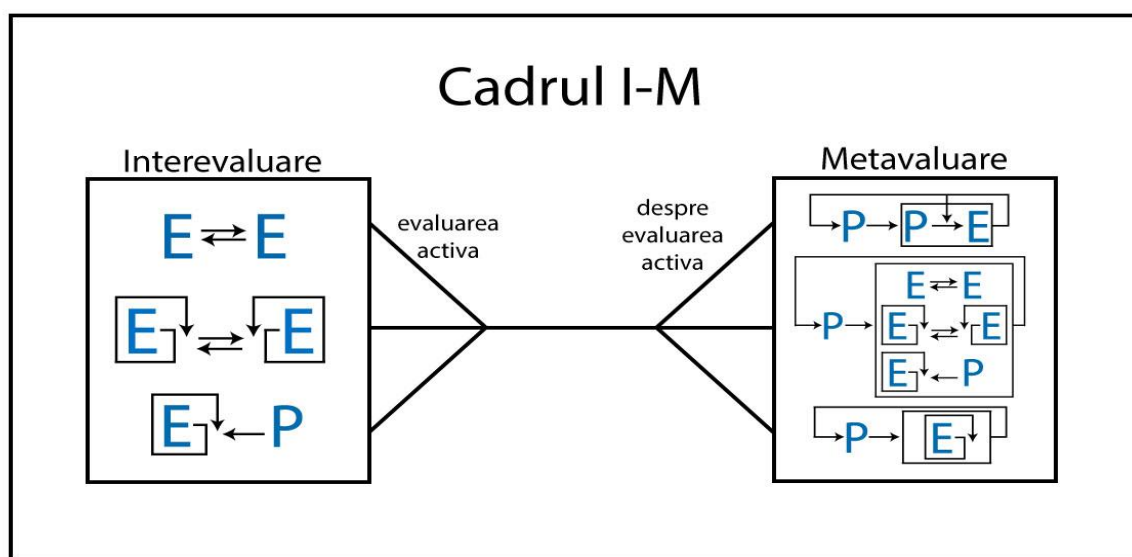 Cadrul I-M
Interevaluare
E E
E E
E P
evaluarea
activa
despre
evaluarea
activa
Metavaluare
P P E
E E
P E E
E P
P E